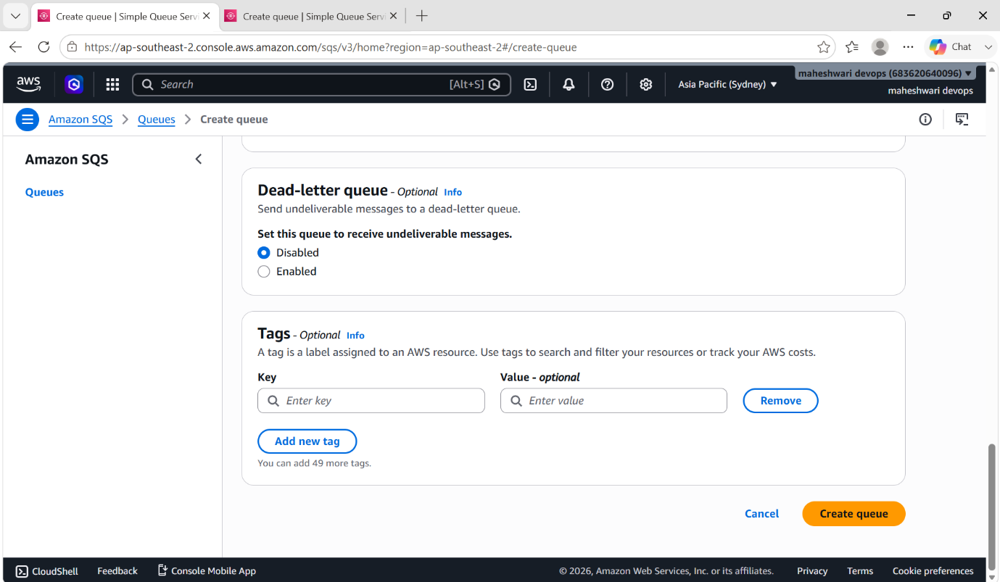 Create queue | Simple Queue Servi
Create queue | Simple Queue Servi
https://ap-southeast-2.console.aws.amazon.com/sqs/v3/home?region=ap-southeast-2#/create-queue
Chat
aws
Search
[Alt+S]
Asia Pacific (Sydney)
maheshwari devops (683620640096)
maheshwari devops
Amazon SQS
Queues
Create queue
Amazon SQS
Queues
Dead-letter queue - Optional Info
Send undeliverable messages to a dead-letter queue.
Set this queue to receive undeliverable messages.
Disabled
Enabled
Tags - Optional Info
A tag is a label assigned to an AWS resource. Use tags to search and filter your resources or track your AWS costs.
Key
Value - optional
Enter key
Enter value
Remove
Add new tag
You can add 49 more tags.
Cancel
Create queue
CloudShell
Feedback
Console Mobile App
© 2026, Amazon Web Services, Inc. or its affiliates.
Privacy
Terms
Cookie preferences